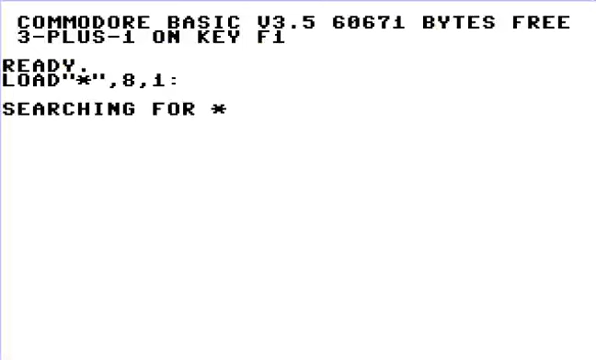 COMMODORE BASIC V3.5 60671 BYTES FREE
3-PLUS-1 ON KEY F1
READY.
LOAD"*",8,1:
SEARCHING FOR *